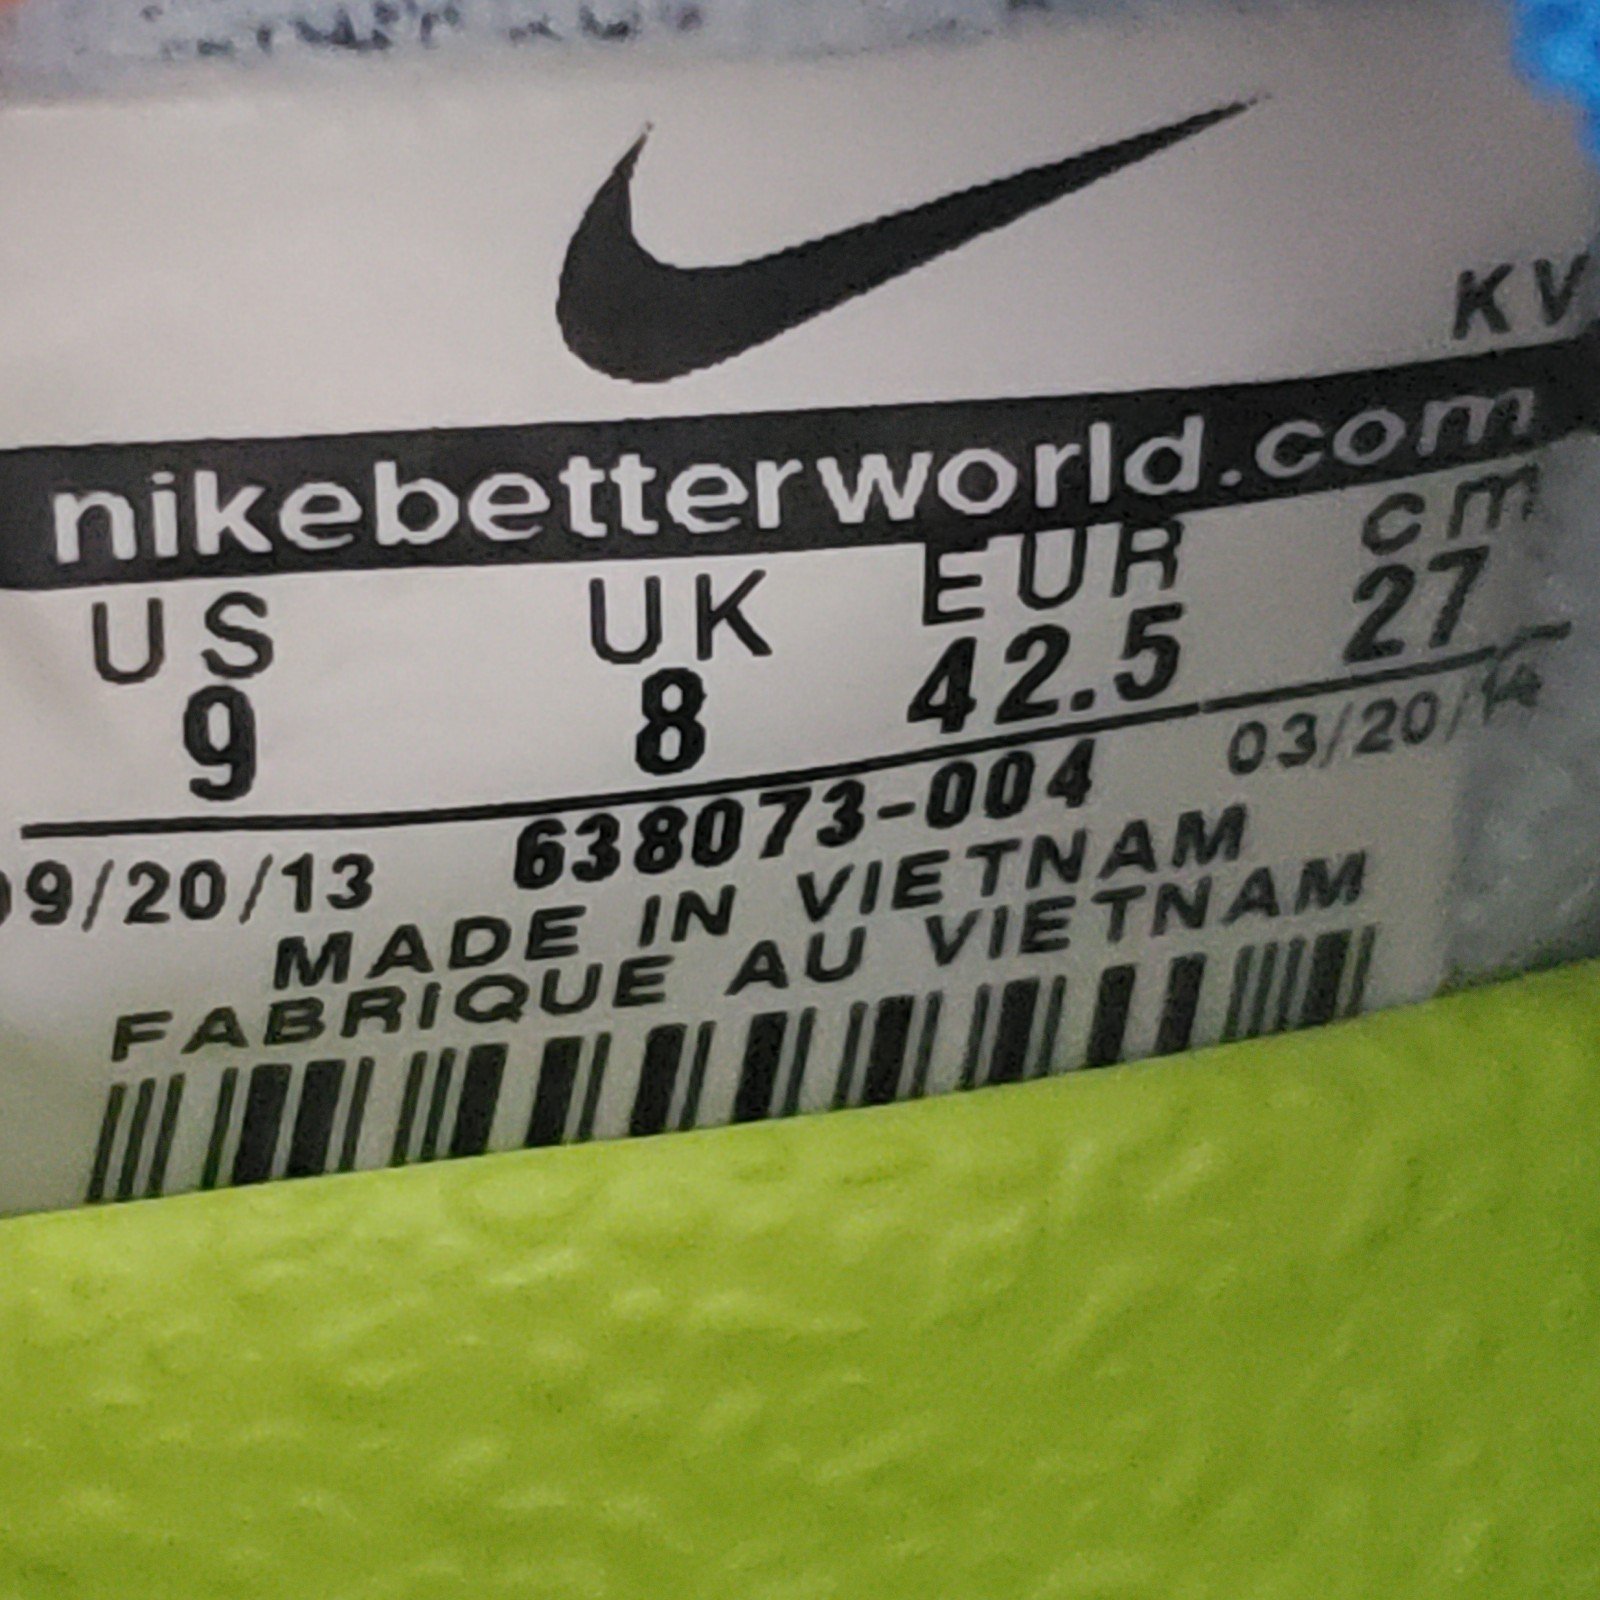 KV
nikebetterworld.com
US UK EUR cm
9 8 42.5 27
09/20/13 638073-004 03/20/14
MADE IN VIETNAM
FABRIQUE AU VIETNAM